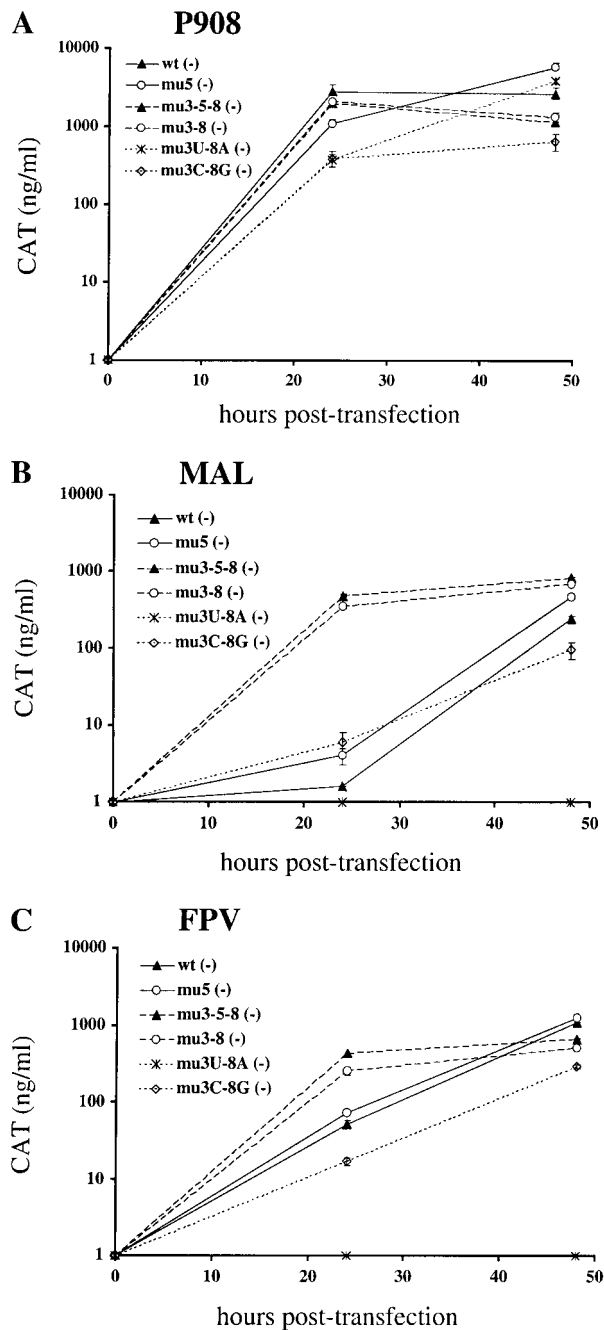 A P908
10000
1000
100
10
1
CAT (ng/ml)
wt (-)
mu5 (-)
mu3-5-8 (-)
mu3-8 (-)
mu3U-8A (-)
mu3C-8G (-)
0 10 20 30 40 50
hours post-transfection
B MAL
10000
1000
100
10
1
CAT (ng/ml)
wt (-)
mu5 (-)
mu3-5-8 (-)
mu3-8 (-)
mu3U-8A (-)
mu3C-8G (-)
0 10 20 30 40 50
hours post-transfection
C FPV
10000
1000
100
10
1
CAT (ng/ml)
wt (-)
mu5 (-)
mu3-5-8 (-)
mu3-8 (-)
mu3U-8A (-)
mu3C-8G (-)
0 10 20 30 40 50
hours post-transfection